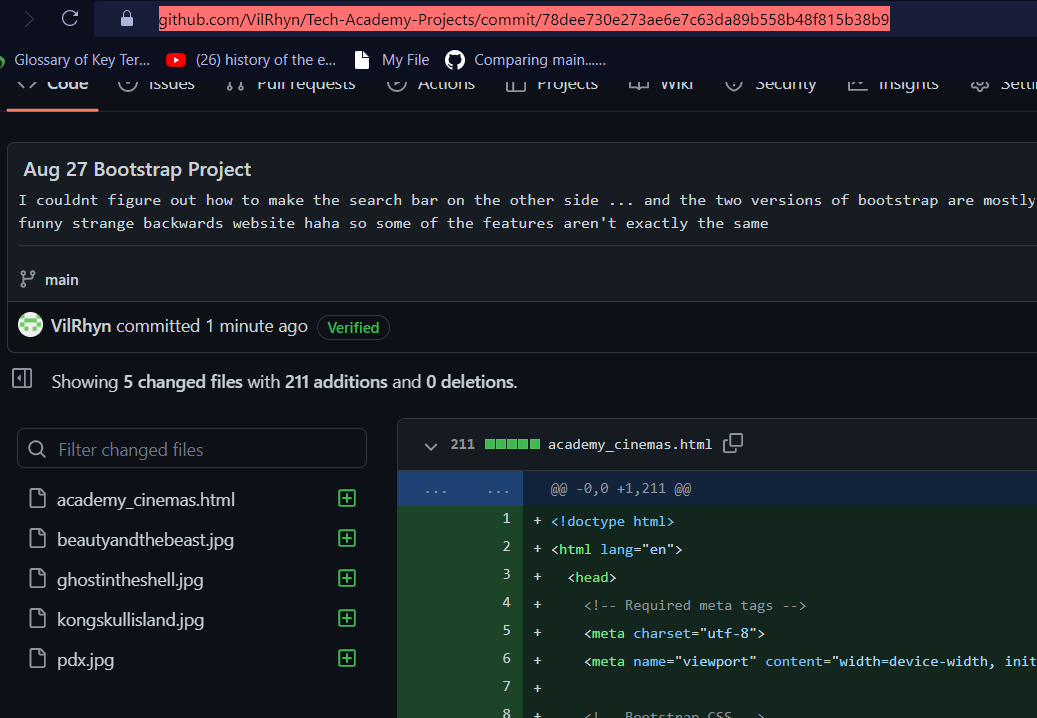 github.com/VilRhyn/Tech-Academy-Projects/commit/78dee730e273ae6e7c63da89b558b48f815b38b9
Glossary of Key Ter... (26) history of the e... My File Comparing main......
Code Issues Pull requests Actions Projects Wiki Security Insights
Aug 27 Bootstrap Project
I couldnt figure out how to make the search bar on the other side ... and the two versions of bootstrap are mostly
funny strange backwards website haha so some of the features aren't exactly the same
main
VilRhyn committed 1 minute ago Verified
Showing 5 changed files with 211 additions and 0 deletions.
Filter changed files
academy_cinemas.html
beautyandthebeast.jpg
ghostintheshell.jpg
kongskullisland.jpg
pdx.jpg
211 academy_cinemas.html
... ... @@ -0,0 +1,211 @@
1 + <!doctype html>
2 + <html lang="en">
3 + <head>
4 + <!-- Required meta tags -->
5 + <meta charset="utf-8">
6 + <meta name="viewport" content="width=device-width, init
7 +
8 + <!-- Bootstrap CSS -->